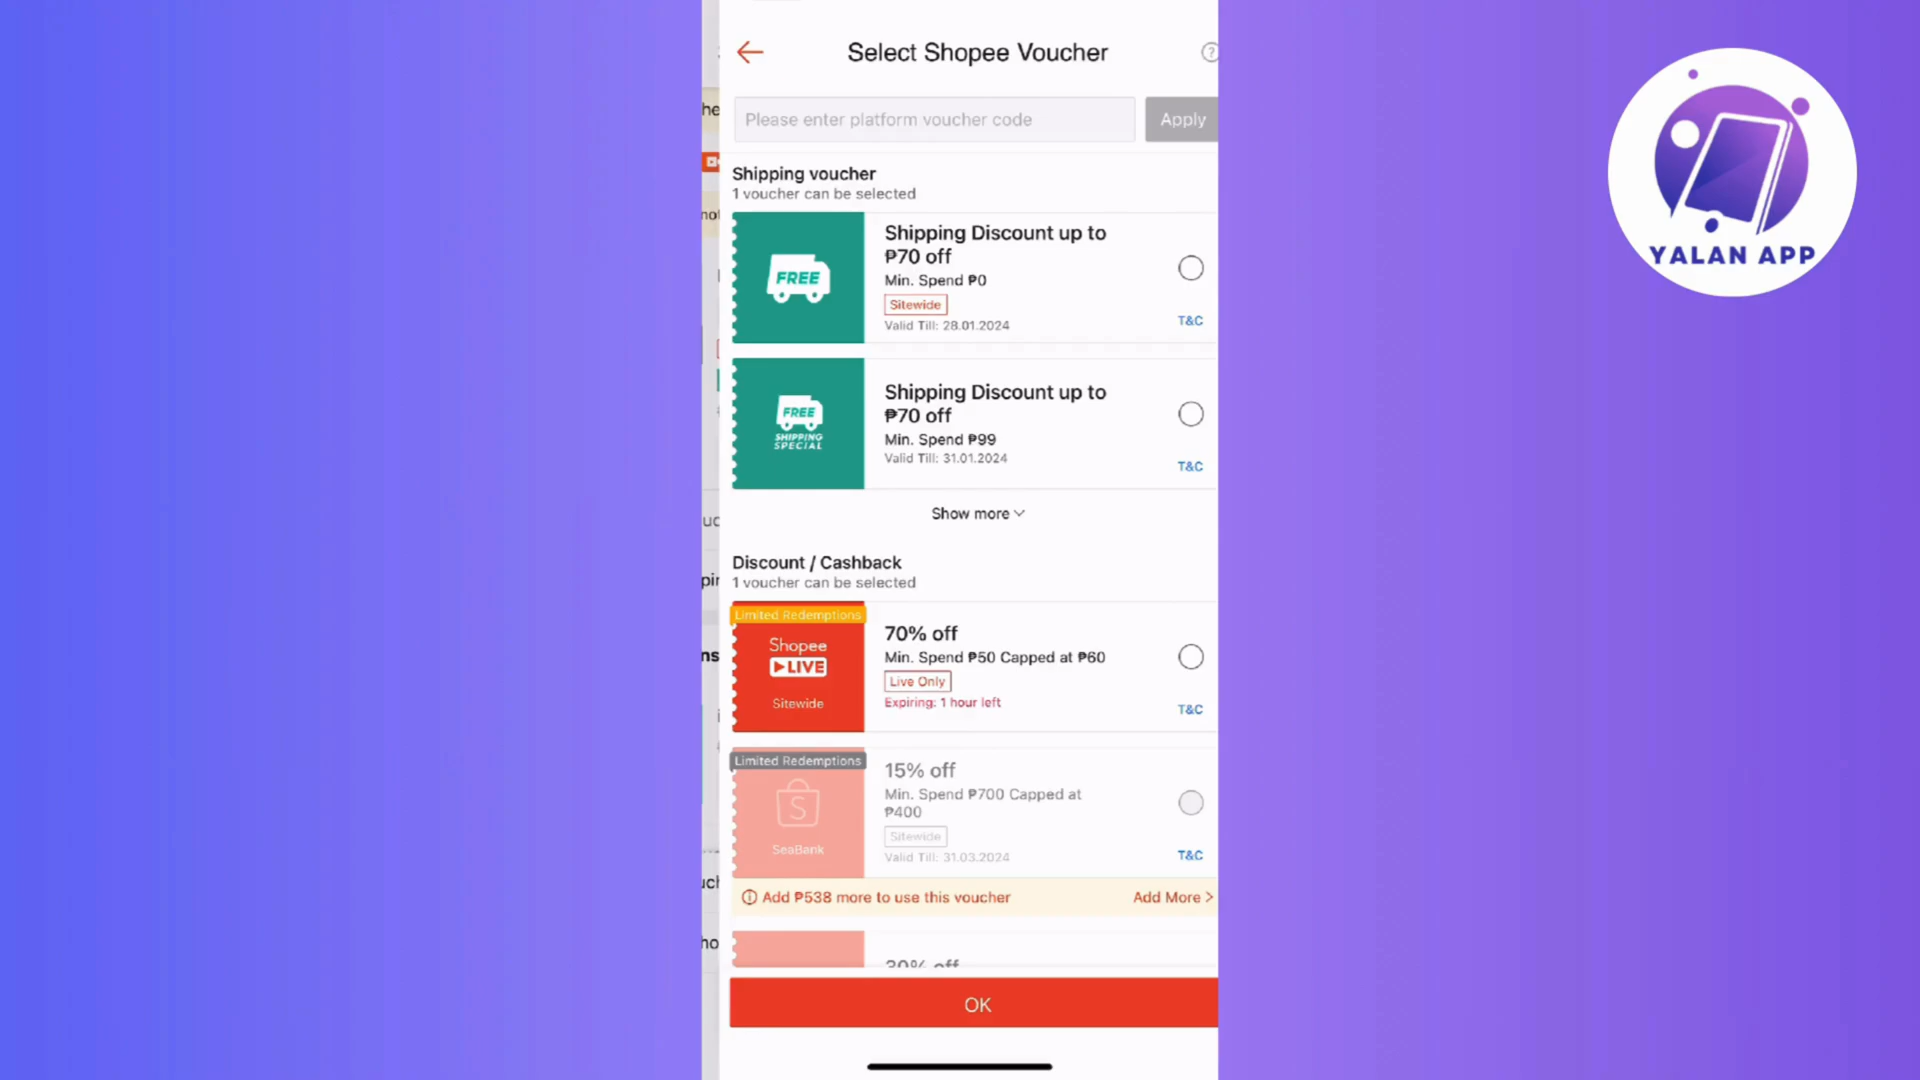 Select Shopee Voucher
?
Please enter platform voucher code
Apply
Shipping voucher
1 voucher can be selected
FREE
Shipping Discount up to
₱70 off
Min. Spend ₱0
Sitewide
Valid Till: 28.01.2024
T&C
FREE
SHIPPING
SPECIAL
Shipping Discount up to
₱70 off
Min. Spend ₱99
Valid Till: 31.01.2024
T&C
Show more
Discount / Cashback
1 voucher can be selected
Limited Redemptions
Shopee
LIVE
Sitewide
70% off
Min. Spend ₱50 Capped at ₱60
Live Only
Expiring: 1 hour left
T&C
Limited Redemptions
S
SeaBank
15% off
Min. Spend ₱700 Capped at
₱400
Sitewide
Valid Till: 31.03.2024
T&C
Add ₱538 more to use this voucher
Add More >
OK
YALAN APP